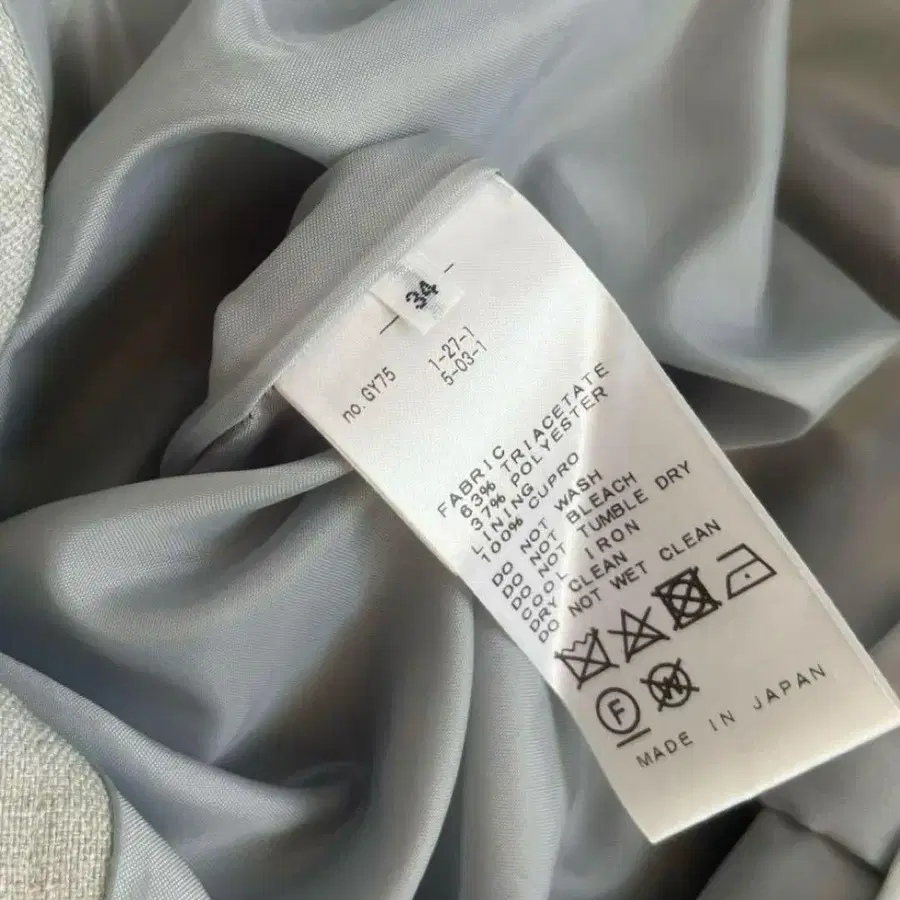 34
no. GY75
1-27-1
5-03-1
FABRIC
63% TRIACETATE
37% POLYESTER
LINING
100% CUPRO
DO NOT WASH
DO NOT BLEACH
DO NOT TUMBLE DRY
COOL IRON
DRY CLEAN
DO NOT WET CLEAN
F
W
MADE IN JAPAN